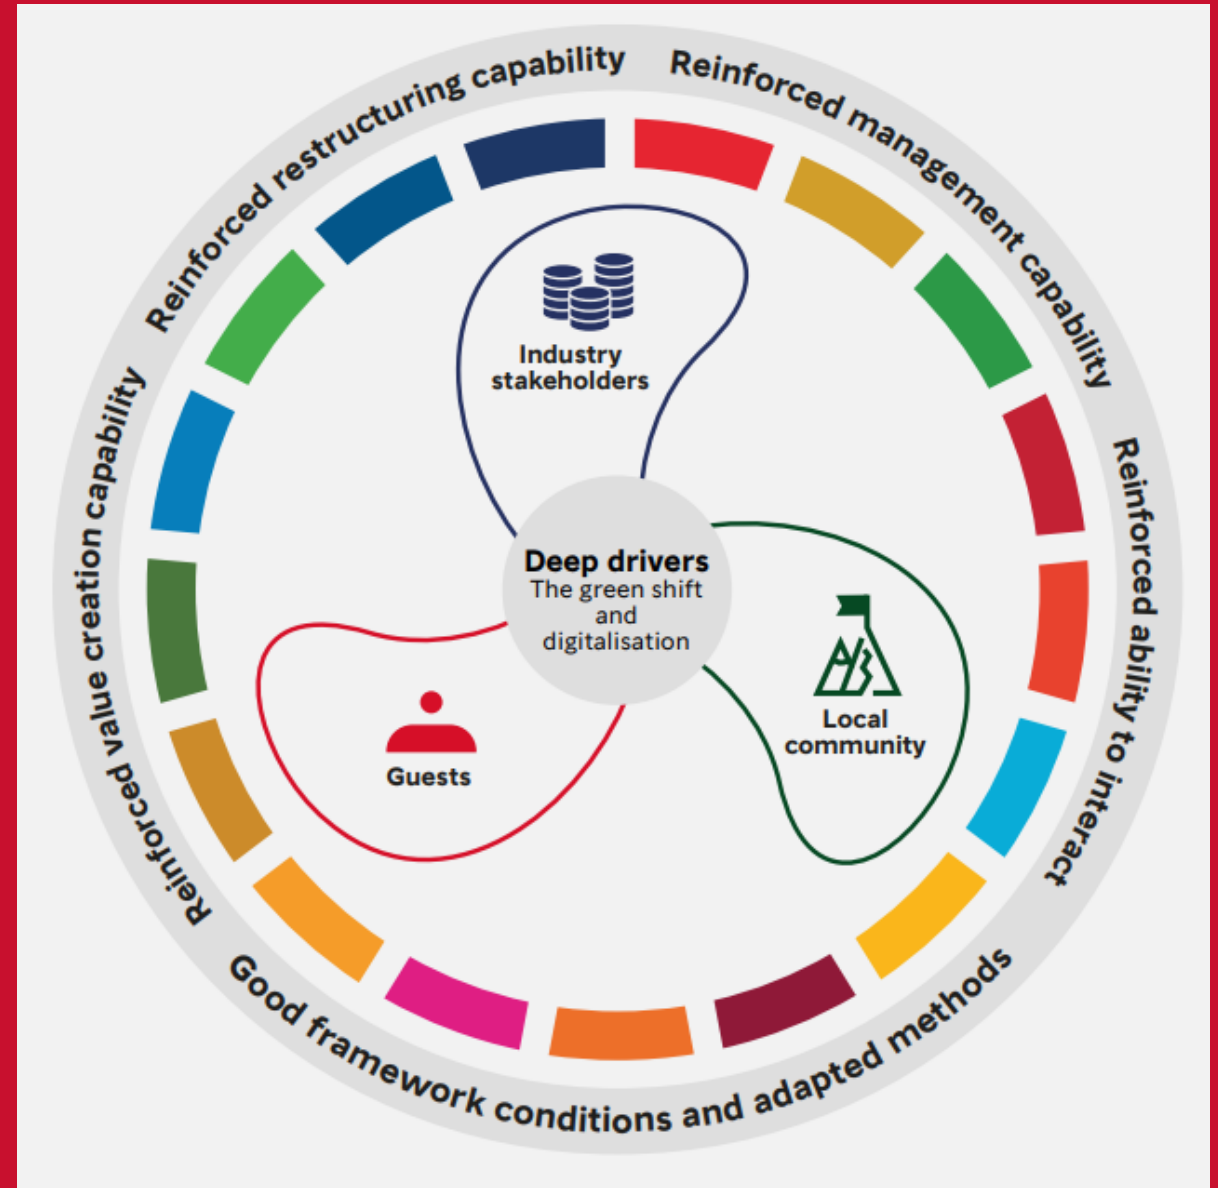 Reinforced restructuring capability
Reinforced management capability
Reinforced ability to interact
Good framework conditions and adapted methods
Reinforced value creation capability
Industry
stakeholders
Deep drivers
The green shift
and
digitalisation
Local
community
Guests